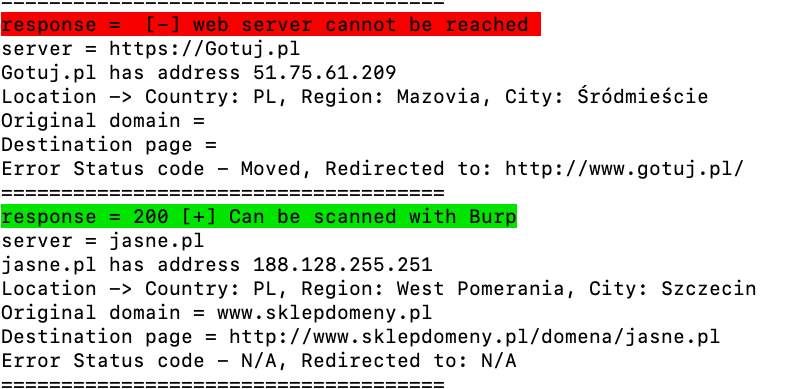 =====================================
response =  [-] web server cannot be reached
server = https://Gotuj.pl
Gotuj.pl has address 51.75.61.209
Location -> Country: PL, Region: Mazovia, City: Śródmieście
Original domain =
Destination page =
Error Status code - Moved, Redirected to: http://www.gotuj.pl/
=====================================
response = 200 [+] Can be scanned with Burp
server = jasne.pl
jasne.pl has address 188.128.255.251
Location -> Country: PL, Region: West Pomerania, City: Szczecin
Original domain = www.sklepdomeny.pl
Destination page = http://www.sklepdomeny.pl/domena/jasne.pl
Error Status code - N/A, Redirected to: N/A
=====================================